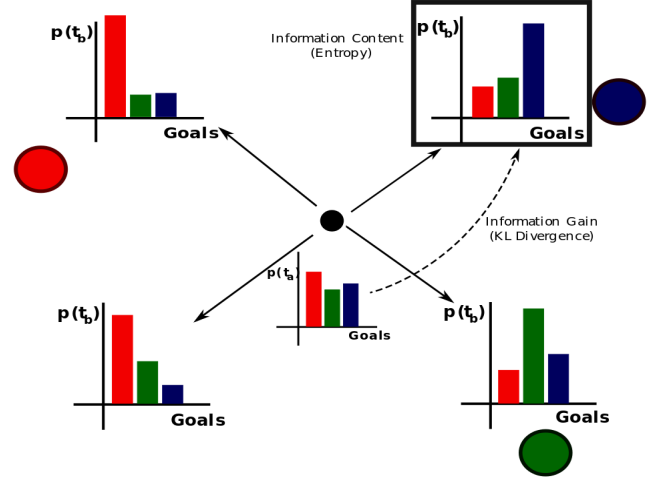 p(t_b)
Goals
Information Content
(Entropy)
p(t_b)
Goals
Information Gain
(KL Divergence)
p(t_a)
Goals
p(t_b)
Goals
p(t_b)
Goals